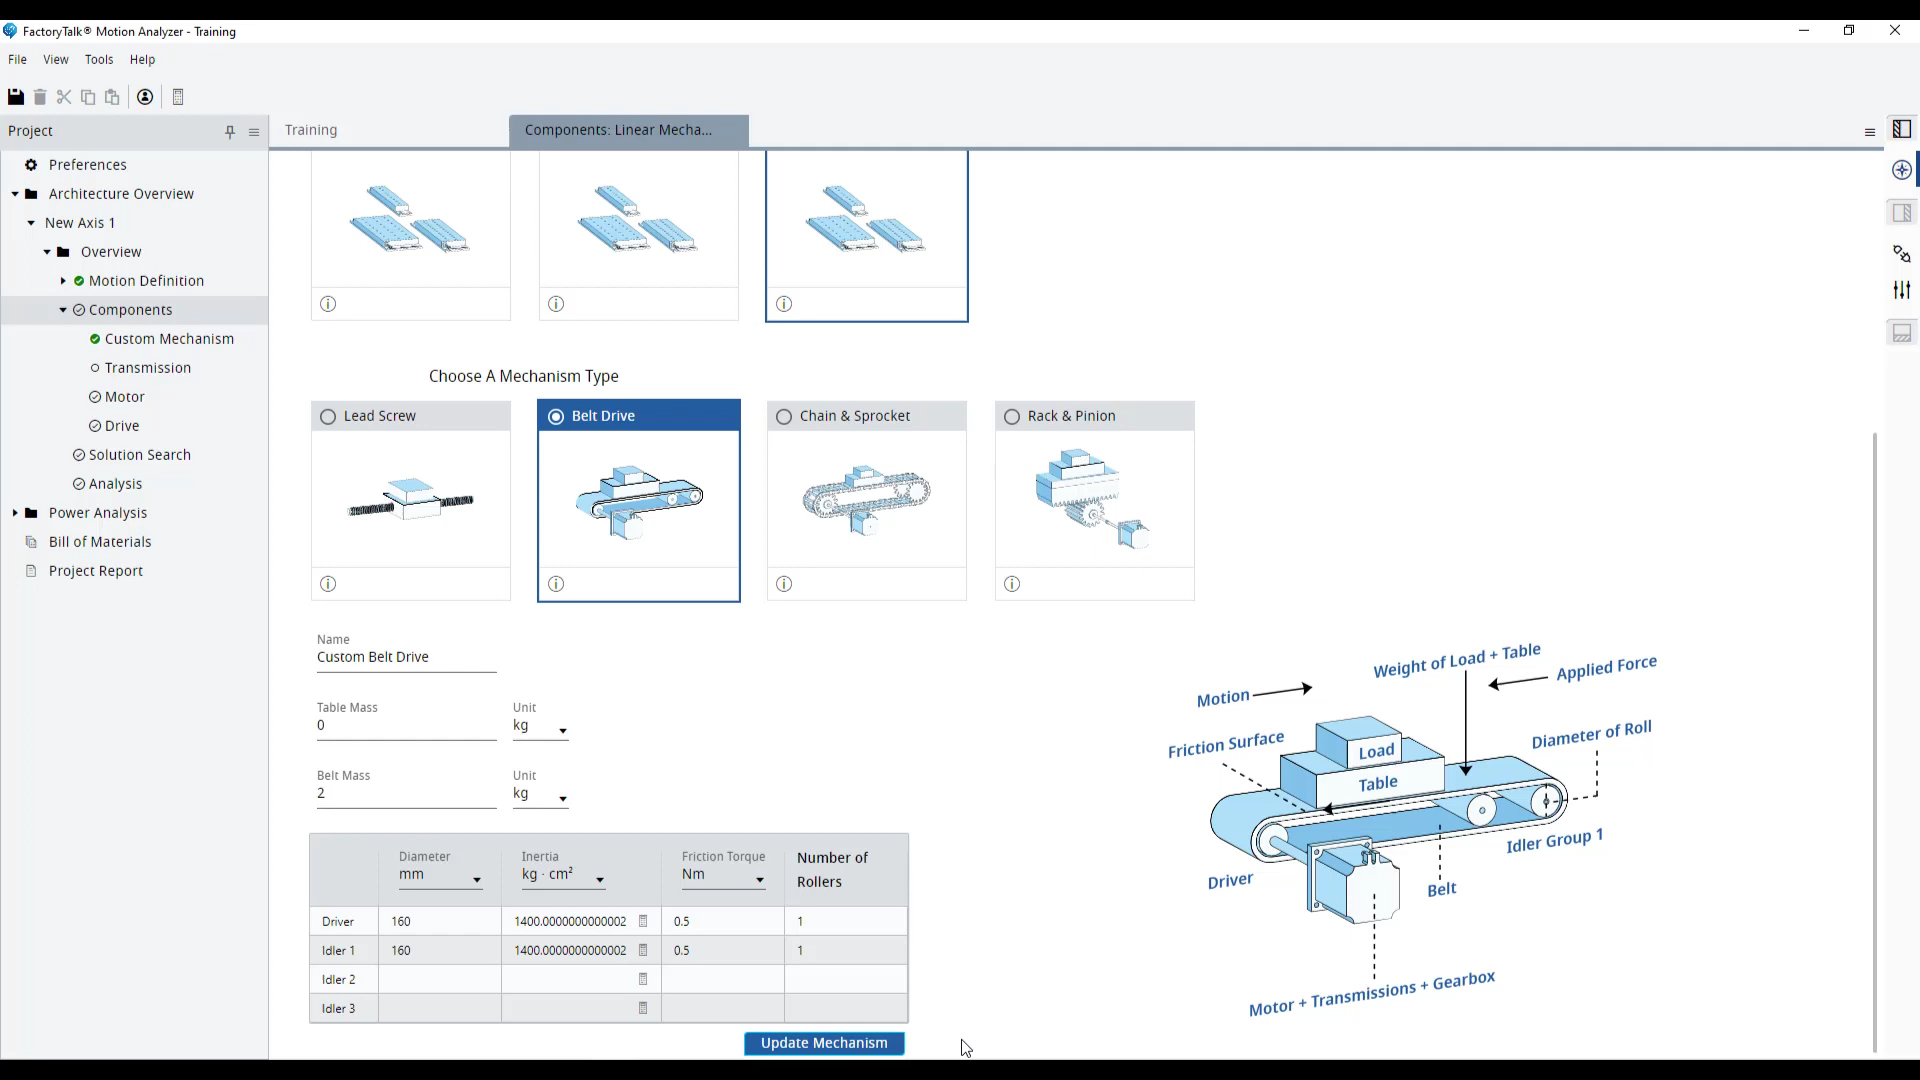 FactoryTalk® Motion Analyzer - Training
File View Tools Help
Project
Training
Components: Linear Mecha...
Preferences
Architecture Overview
New Axis 1
Overview
Motion Definition
Components
Custom Mechanism
Transmission
Motor
Drive
Solution Search
Analysis
Power Analysis
Bill of Materials
Project Report
Choose A Mechanism Type
Lead Screw
Belt Drive
Chain & Sprocket
Rack & Pinion
Name
Custom Belt Drive
Table Mass Unit
0 kg
Belt Mass Unit
2 kg
Diameter Inertia Friction Torque Number of
mm kg · cm² Nm Rollers
Driver 160 1400.0000000000002 0.5 1
Idler 1 160 1400.0000000000002 0.5 1
Idler 2
Idler 3
Update Mechanism
Weight of Load + Table
Applied Force
Motion
Diameter of Roll
Friction Surface
Load
Table
Idler Group 1
Driver
Belt
Motor + Transmissions + Gearbox